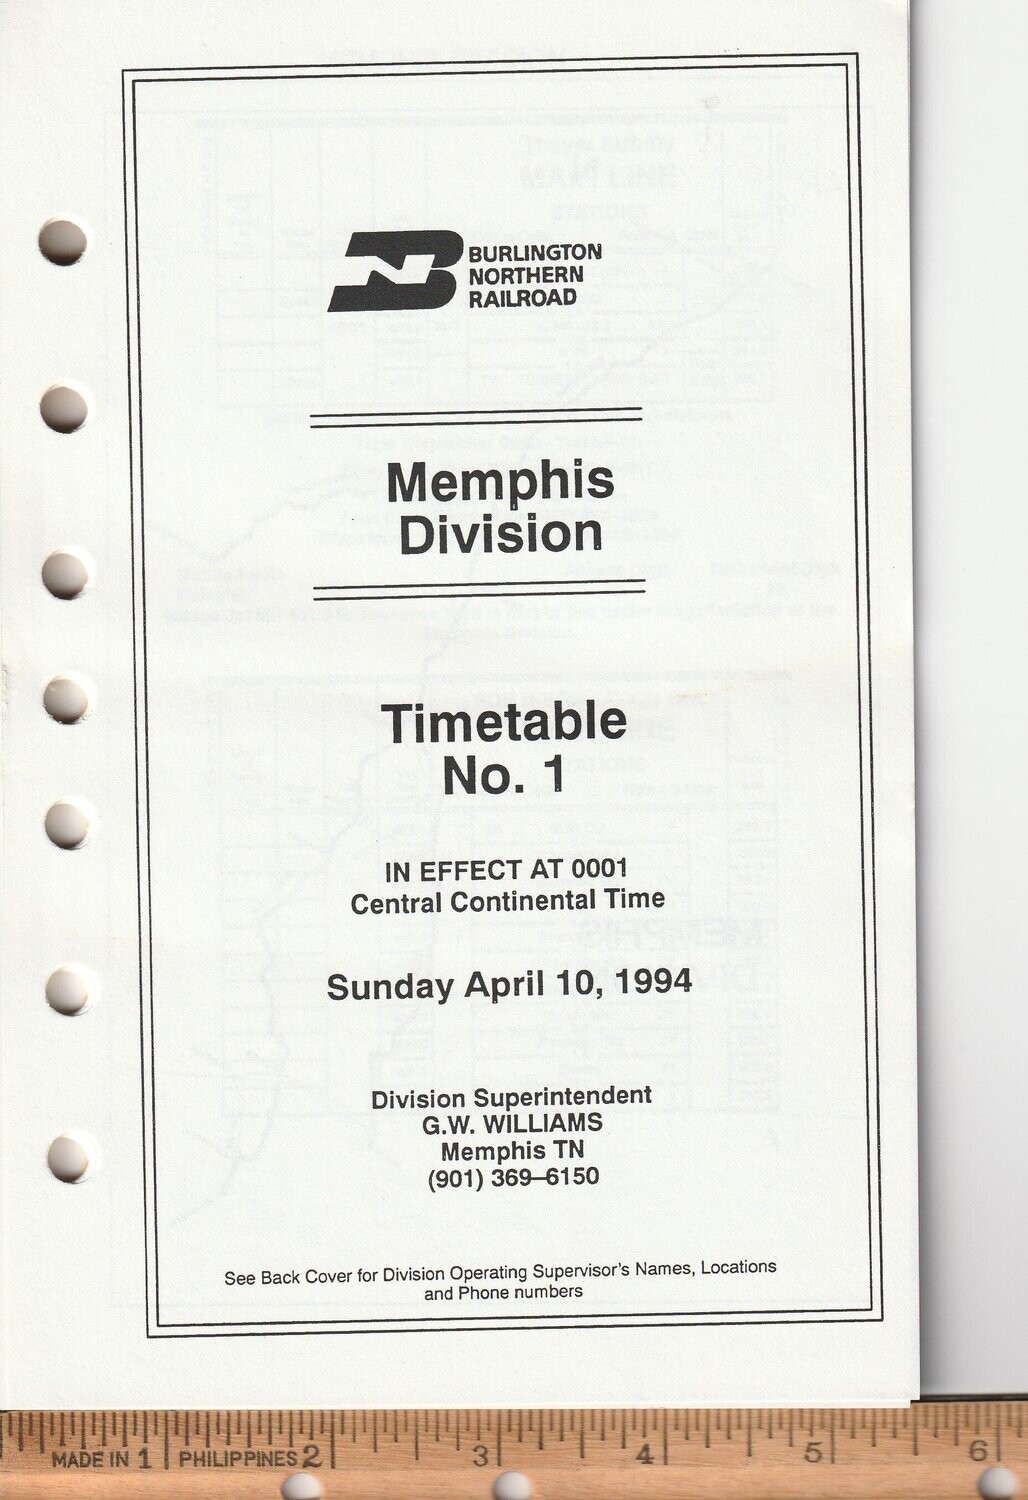 BURLINGTON
NORTHERN
RAILROAD
Memphis
Division
Timetable
No. 1
IN EFFECT AT 0001
Central Continental Time
Sunday April 10, 1994
Division Superintendent
G.W. WILLIAMS
Memphis TN
(901) 369–6150
See Back Cover for Division Operating Supervisor's Names, Locations
and Phone numbers
MADE IN 1 PHILIPPINES 2 3 4 5 6